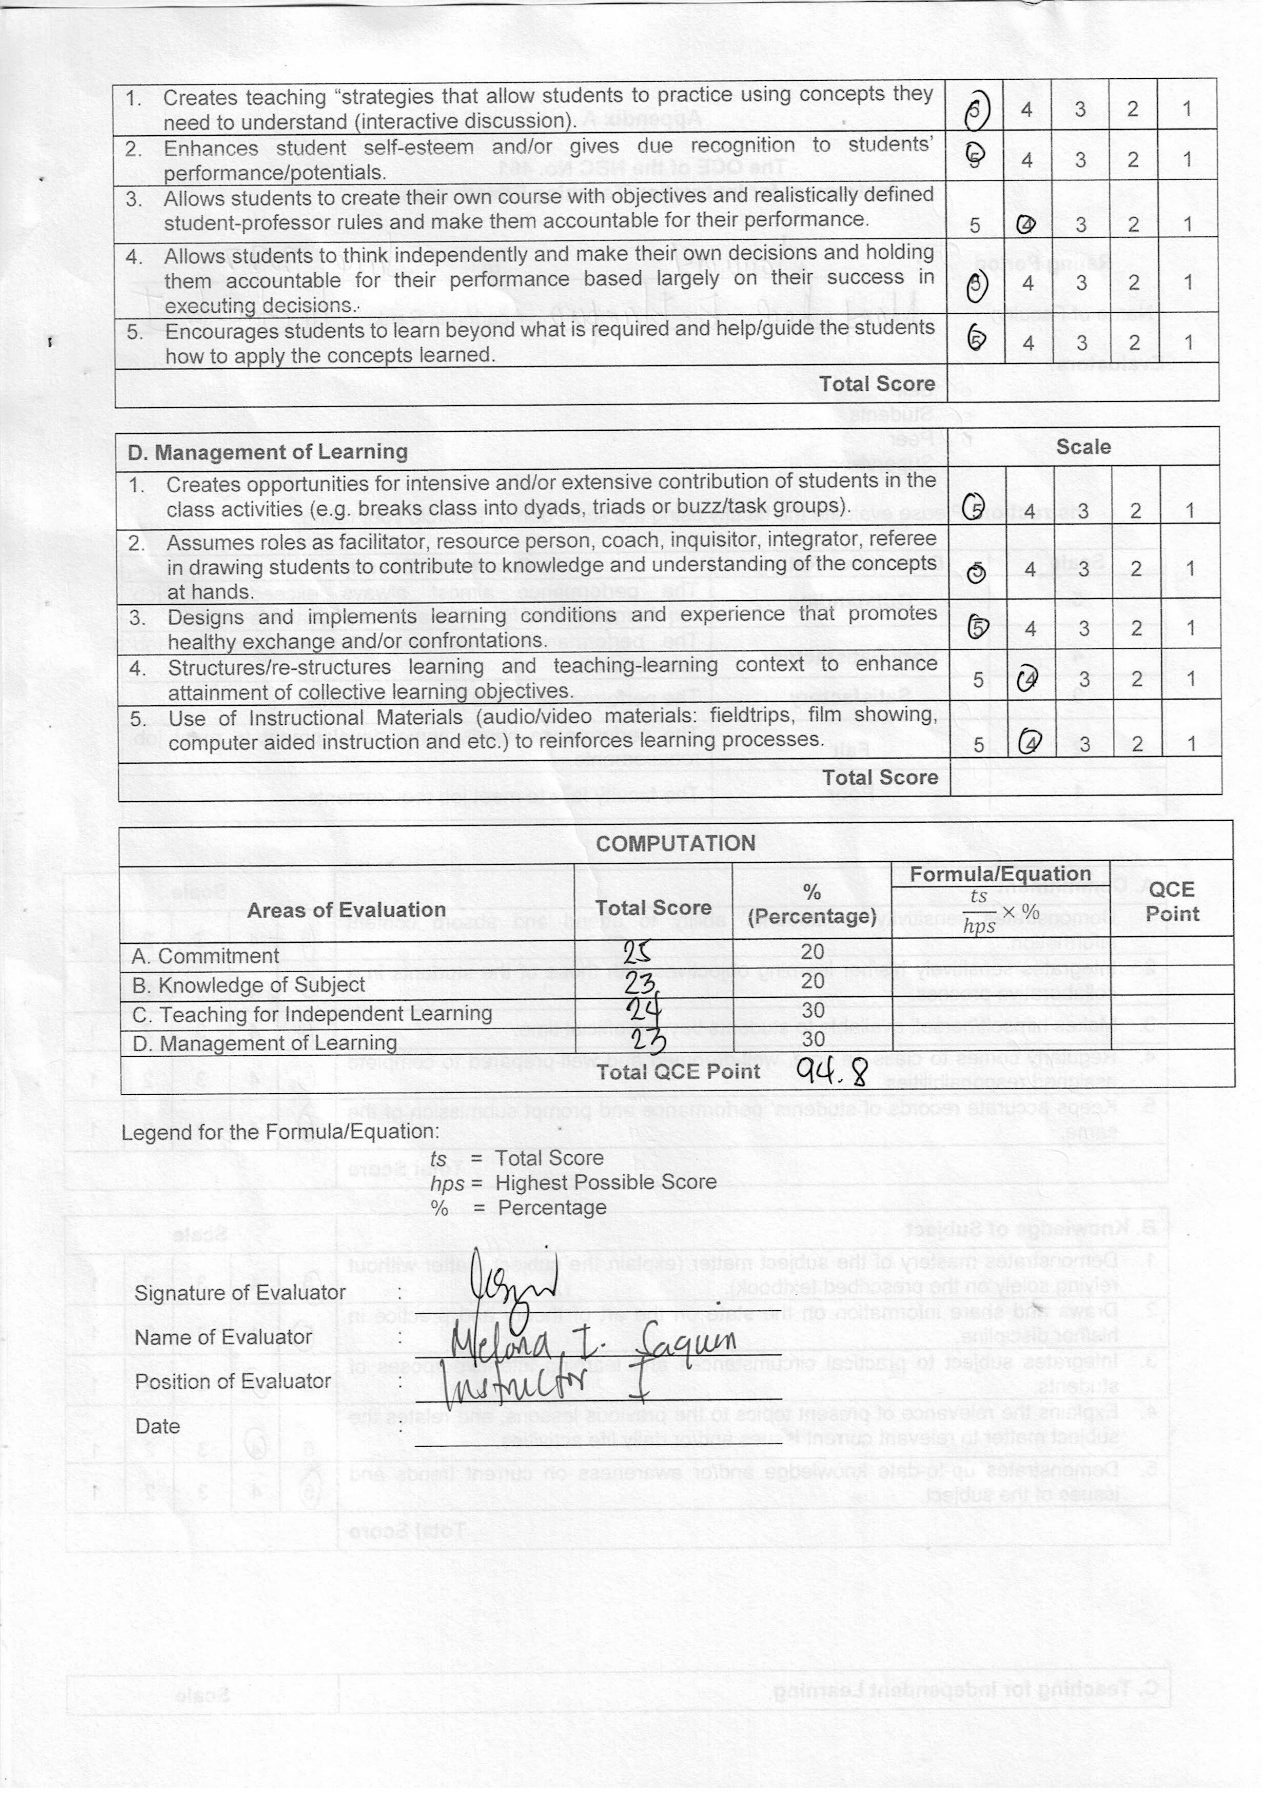 1. Creates teaching “strategies that allow students to practice using concepts they
need to understand (interactive discussion). 5 4 3 2 1
2. Enhances student self-esteem and/or gives due recognition to students'
performance/potentials. 5 4 3 2 1
3. Allows students to create their own course with objectives and realistically defined
student-professor rules and make them accountable for their performance. 5 4 3 2 1
4. Allows students to think independently and make their own decisions and holding
them accountable for their performance based largely on their success in
executing decisions. 5 4 3 2 1
5. Encourages students to learn beyond what is required and help/guide the students
how to apply the concepts learned. 5 4 3 2 1
Total Score
D. Management of Learning Scale
1. Creates opportunities for intensive and/or extensive contribution of students in the
class activities (e.g. breaks class into dyads, triads or buzz/task groups). 5 4 3 2 1
2. Assumes roles as facilitator, resource person, coach, inquisitor, integrator, referee
in drawing students to contribute to knowledge and understanding of the concepts
at hands. 5 4 3 2 1
3. Designs and implements learning conditions and experience that promotes
healthy exchange and/or confrontations. 5 4 3 2 1
4. Structures/re-structures learning and teaching-learning context to enhance
attainment of collective learning objectives. 5 4 3 2 1
5. Use of Instructional Materials (audio/video materials: fieldtrips, film showing,
computer aided instruction and etc.) to reinforces learning processes. 5 4 3 2 1
Total Score
COMPUTATION
Areas of Evaluation Total Score % (Percentage) Formula/Equation ts/hps × % QCE Point
A. Commitment 25 20
B. Knowledge of Subject 23 20
C. Teaching for Independent Learning 24 30
D. Management of Learning 23 30
Total QCE Point 94.8
Legend for the Formula/Equation:
ts = Total Score
hps = Highest Possible Score
% = Percentage
Signature of Evaluator :
Name of Evaluator : Melona I. Saquin
Position of Evaluator : Instructor I
Date :